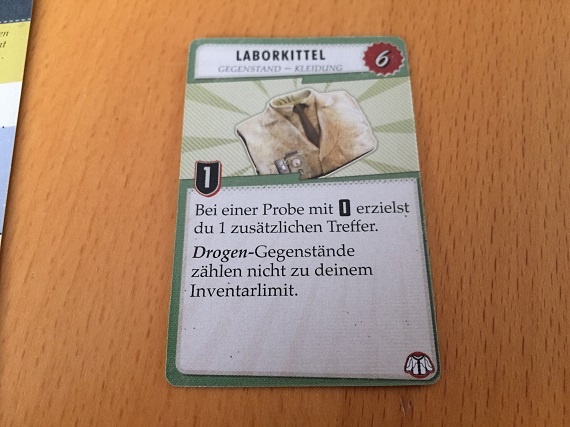 LABORKITTEL
GEGENSTAND – KLEIDUNG
6
1
Bei einer Probe mit I erzielst
du 1 zusätzlichen Treffer.
Drogen-Gegenstände
zählen nicht zu deinem
Inventarlimit.